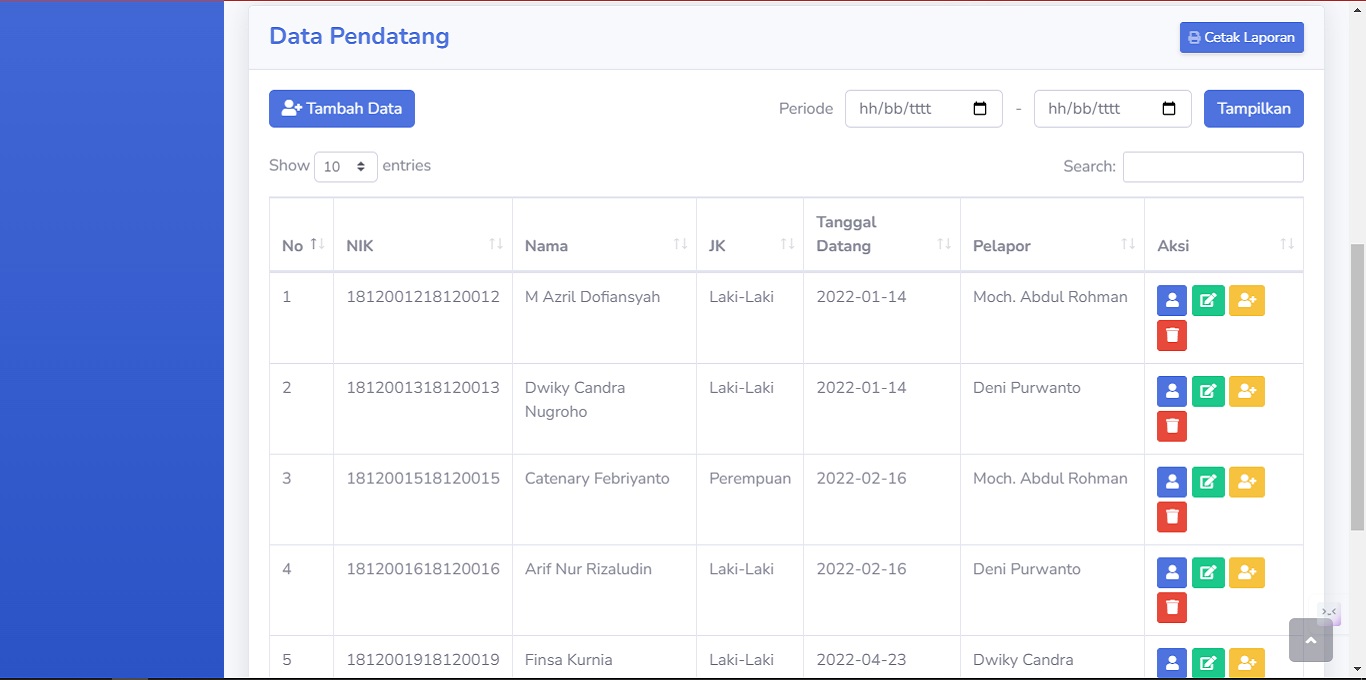 Data Pendatang
Cetak Laporan
Tambah Data
Periode hh/bb/tttt - hh/bb/tttt Tampilkan
Show 10 entries
Search:
No NIK Nama JK Tanggal Datang Pelapor Aksi
1 1812001218120012 M Azril Dofiansyah Laki-Laki 2022-01-14 Moch. Abdul Rohman
2 1812001318120013 Dwiky Candra Nugroho Laki-Laki 2022-01-14 Deni Purwanto
3 1812001518120015 Catenary Febriyanto Perempuan 2022-02-16 Moch. Abdul Rohman
4 1812001618120016 Arif Nur Rizaludin Laki-Laki 2022-02-16 Deni Purwanto
5 1812001918120019 Finsa Kurnia Laki-Laki 2022-04-23 Dwiky Candra